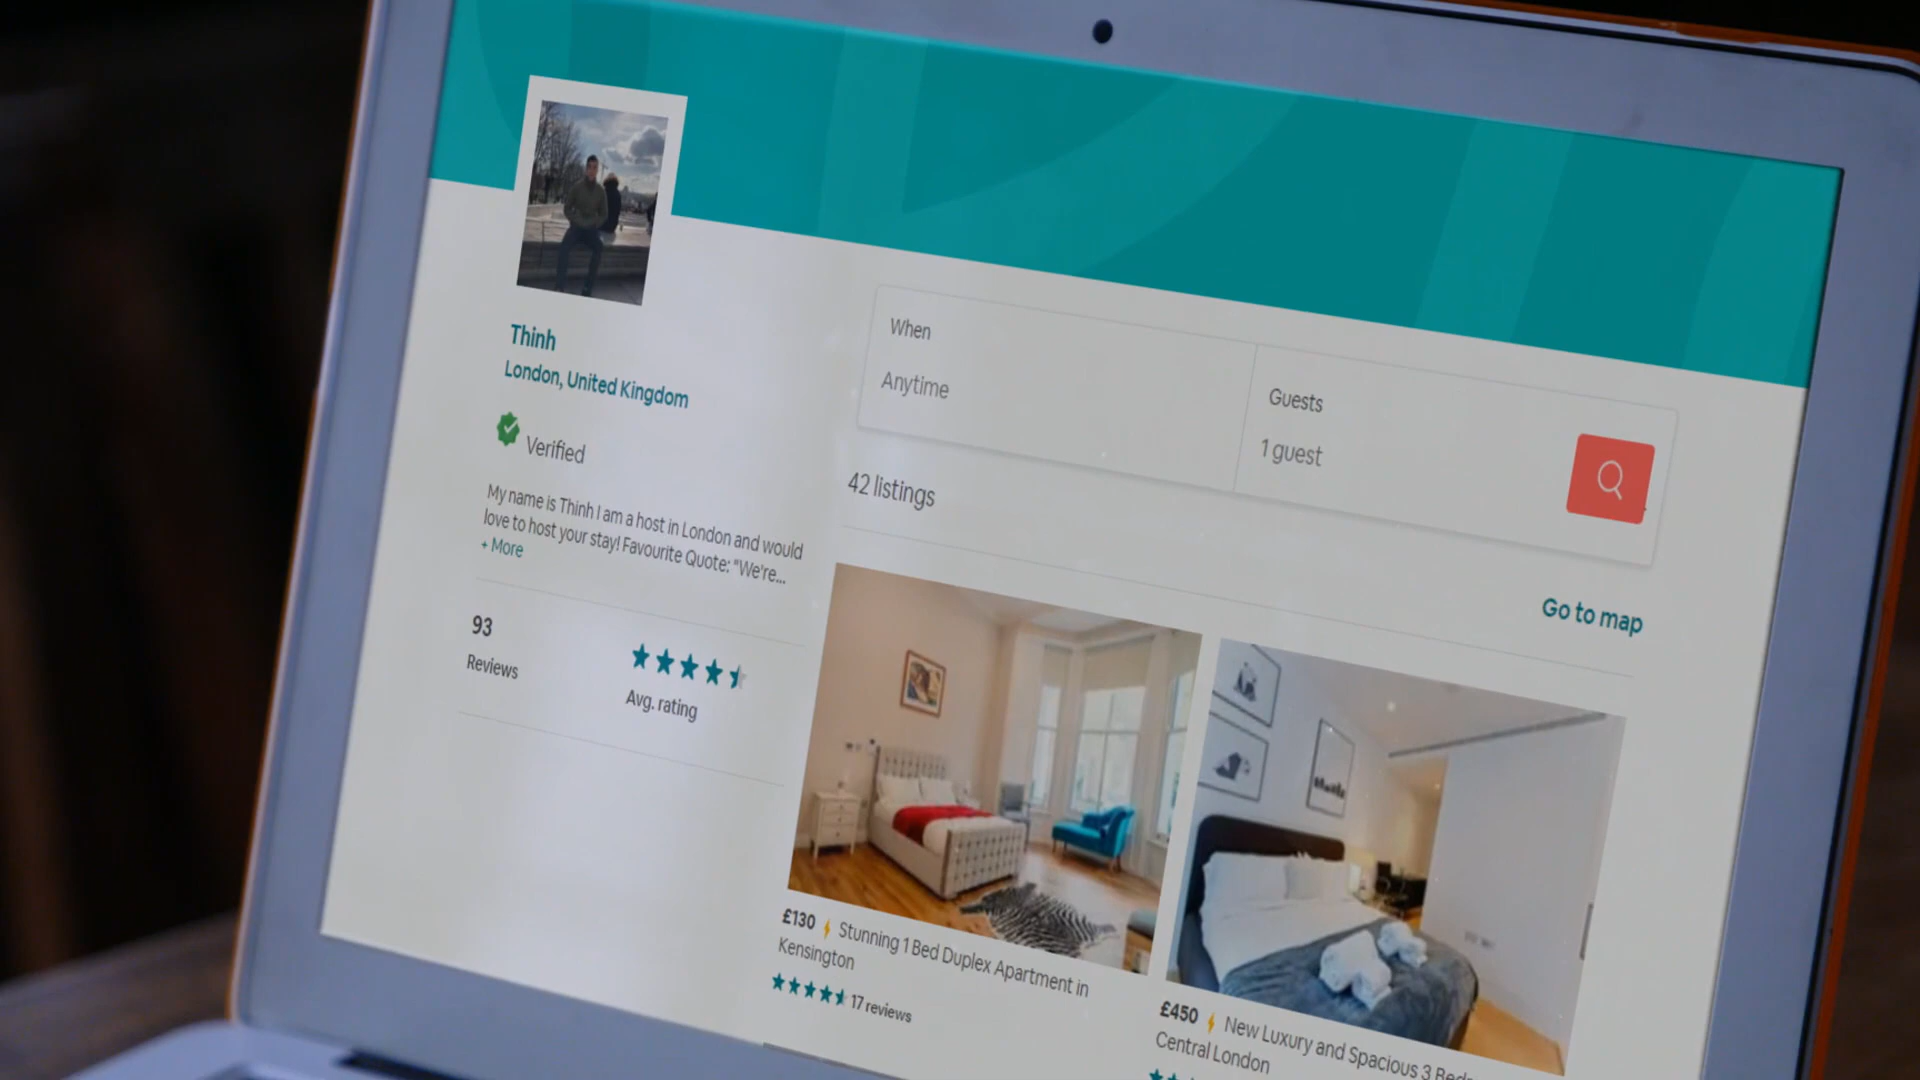 Thinh
London, United Kingdom
Verified
My name is Thinh I am a host in London and would
love to host your stay! Favourite Quote: "We're...
+ More
93
Reviews
Avg. rating
When
Anytime
Guests
1 guest
42 listings
Go to map
£130 Stunning 1 Bed Duplex Apartment in
Kensington
17 reviews
£450 New Luxury and Spacious 3 Bed
Central London